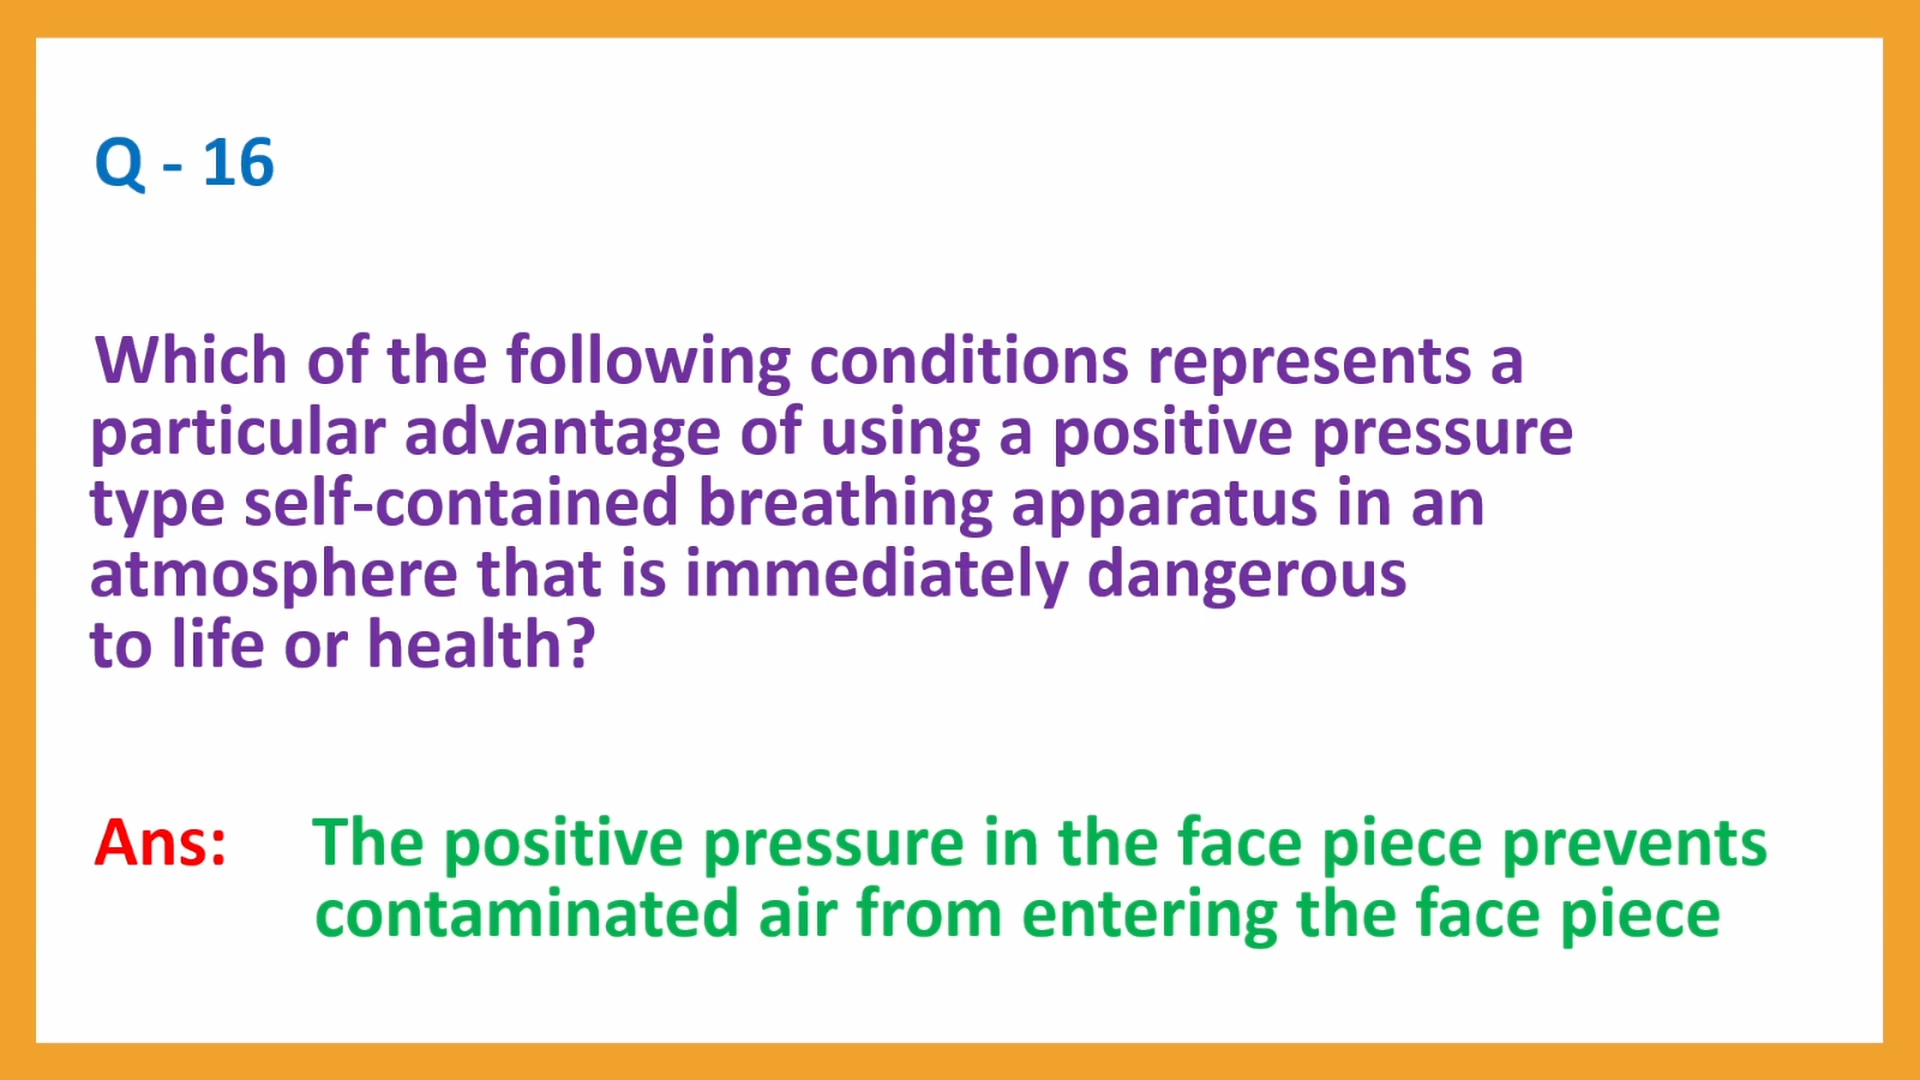 Q - 16
Which of the following conditions represents a
particular advantage of using a positive pressure
type self-contained breathing apparatus in an
atmosphere that is immediately dangerous
to life or health?
Ans: The positive pressure in the face piece prevents
contaminated air from entering the face piece